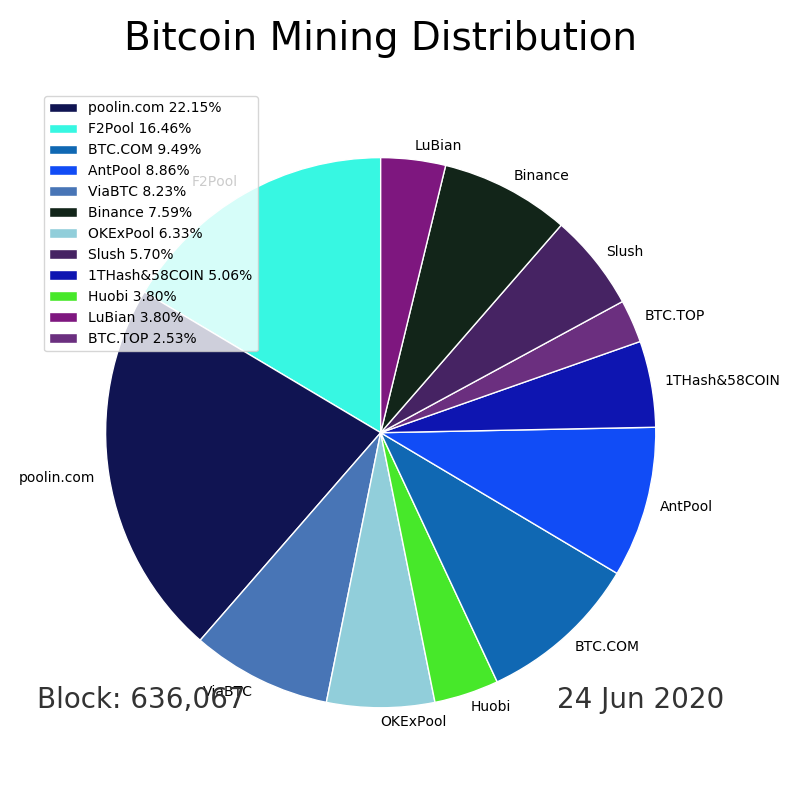 Bitcoin Mining Distribution
poolin.com 22.15%
F2Pool 16.46%
BTC.COM 9.49%
AntPool 8.86%
ViaBTC 8.23%
Binance 7.59%
OKExPool 6.33%
Slush 5.70%
1THash&58COIN 5.06%
Huobi 3.80%
LuBian 3.80%
BTC.TOP 2.53%
LuBian
Binance
F2Pool
Slush
BTC.TOP
1THash&58COIN
poolin.com
AntPool
BTC.COM
ViaBTC
Huobi
OKExPool
Block: 636,067
24 Jun 2020